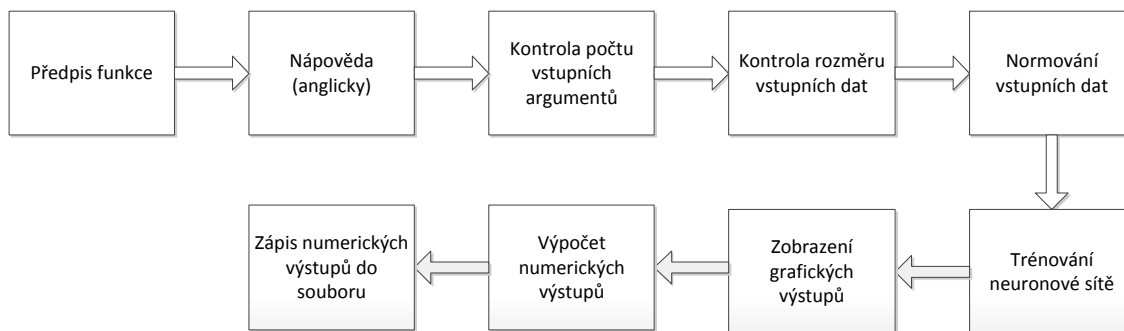 Předpis funkce
Nápověda
(anglicky)
Kontrola počtu
vstupních
argumentů
Kontrola rozměru
vstupních dat
Normování
vstupních dat
Trénování
neuronové sítě
Zobrazení
grafických
výstupů
Výpočet
numerických
výstupů
Zápis numerických
výstupů do
souboru